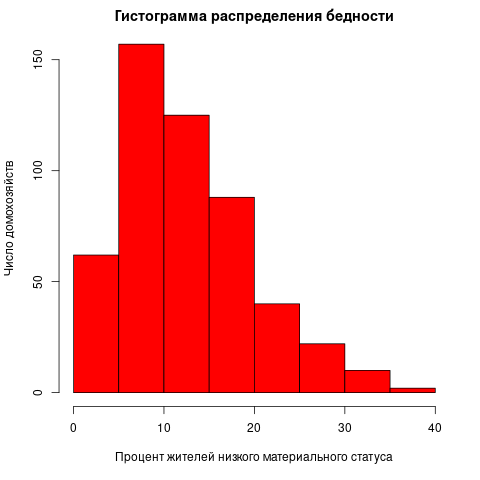 Гистограмма распределения бедности
150
100
50
0
Число домохозяйств
0 10 20 30 40
Процент жителей низкого материального статуса